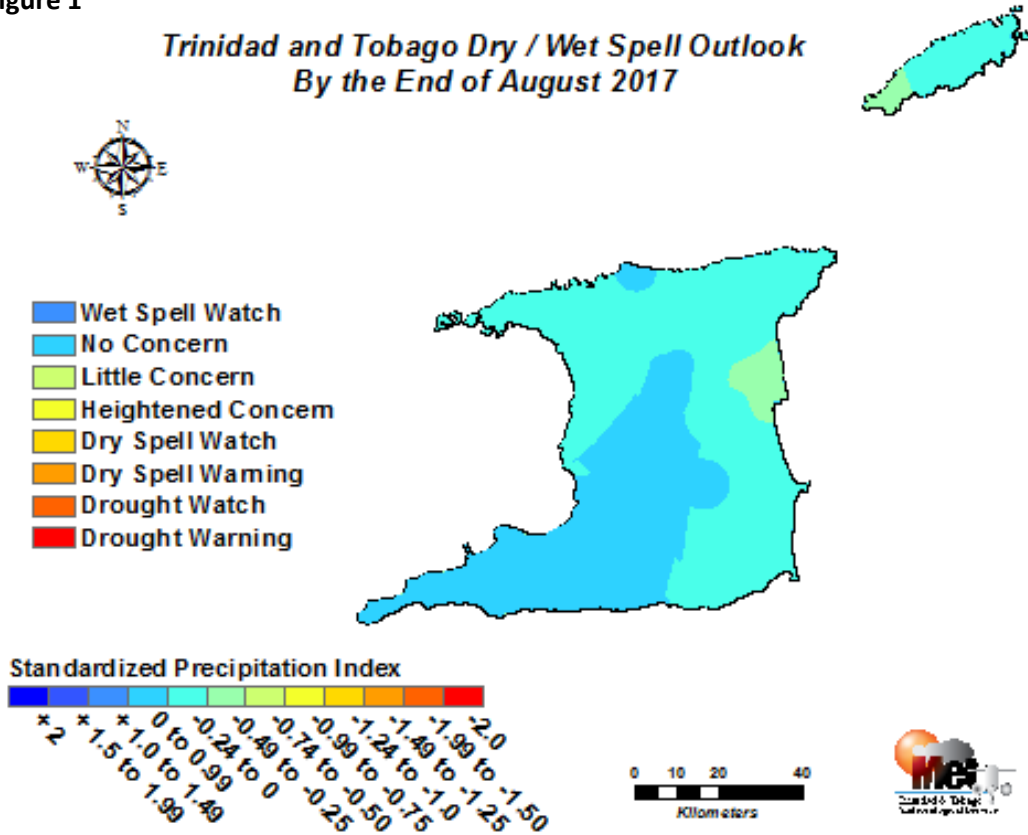 igure 1
Trinidad and Tobago Dry / Wet Spell Outlook
By the End of August 2017
N
W E
S
Wet Spell Watch
No Concern
Little Concern
Heightened Concern
Dry Spell Watch
Dry Spell Warning
Drought Watch
Drought Warning
Standardized Precipitation Index
+2
+1.5 to 1.99
+1.0 to 1.49
0 to 0.99
-0.24 to 0
-0.49 to -0.25
-0.74 to -0.50
-0.99 to -0.75
-1.24 to -1.0
-1.49 to -1.25
-1.99 to -1.50
-2.0
0 10 20 40
Kilometers
Met
Trinidad & Tobago